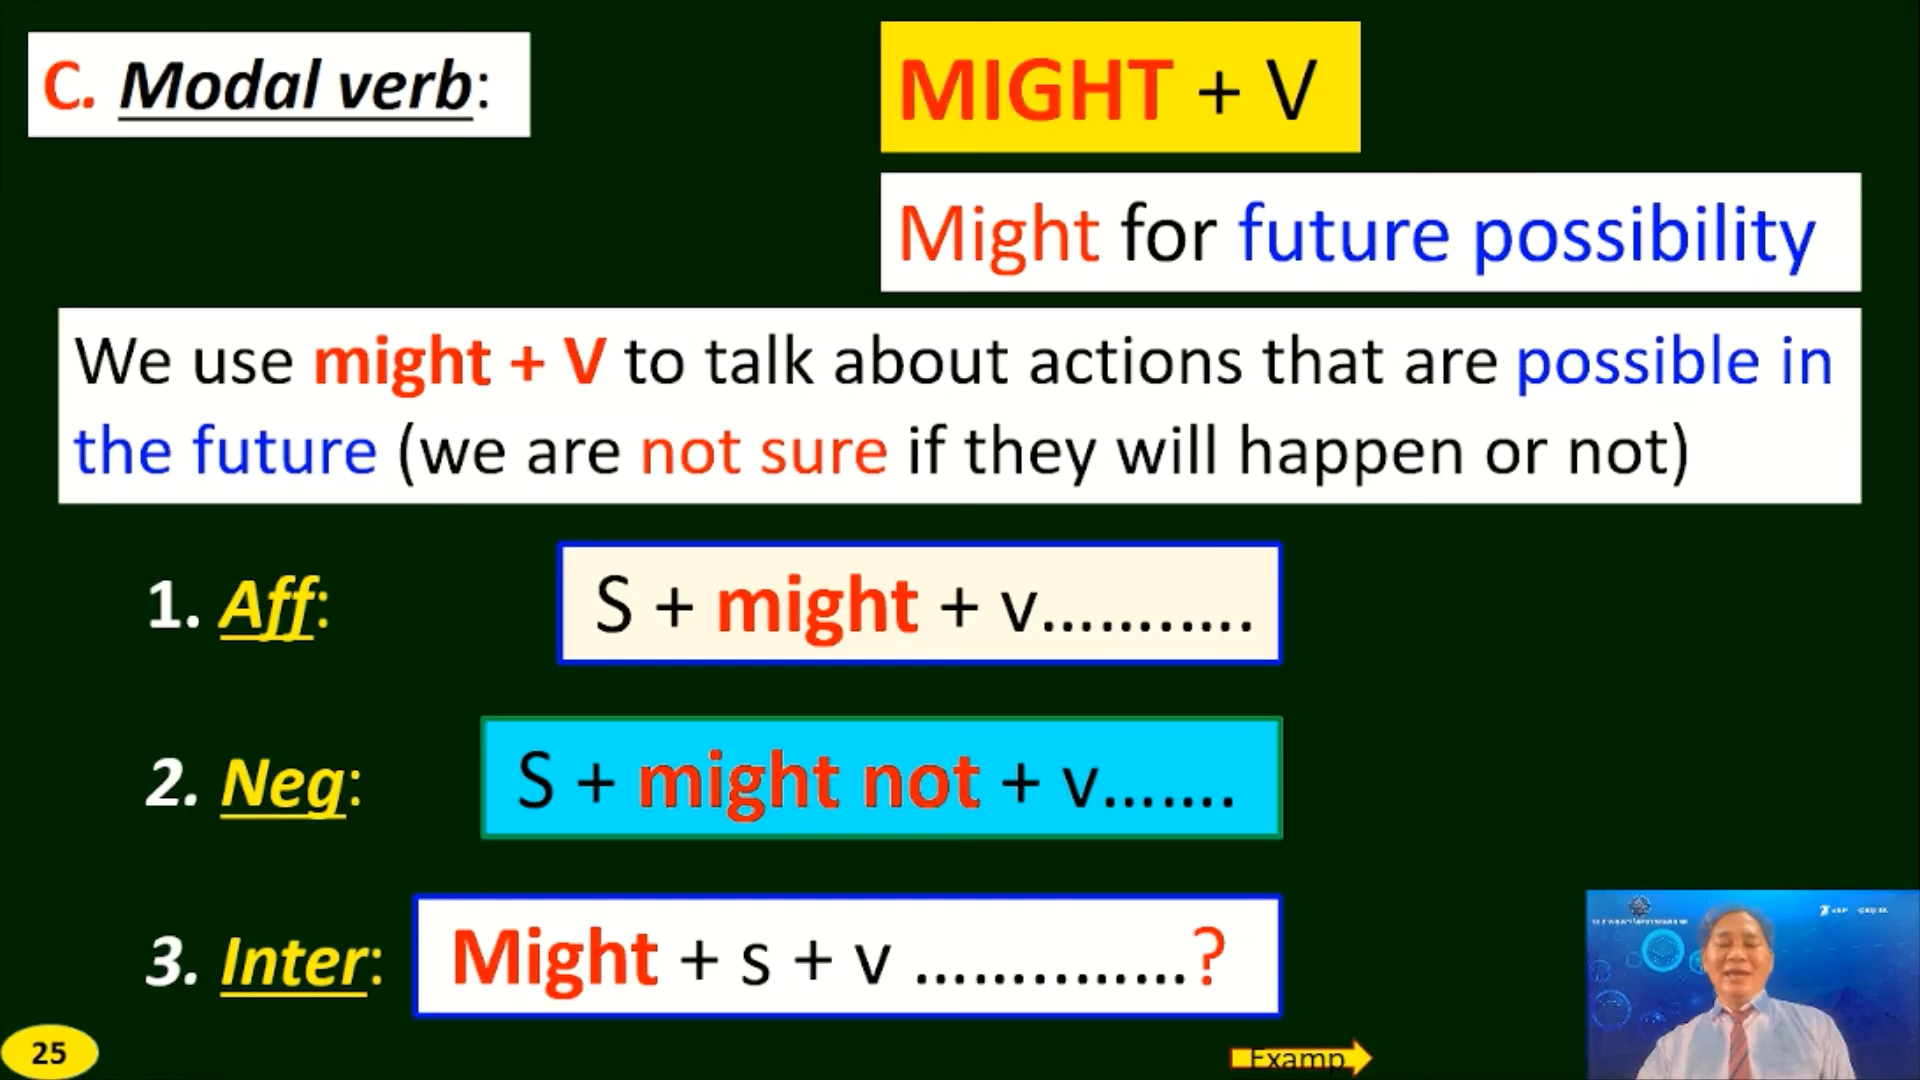 C. Modal verb:
MIGHT + V
Might for future possibility
We use might + V to talk about actions that are possible in
the future (we are not sure if they will happen or not)
1. Aff:
S + might + v...........
2. Neg:
S + might not + v.......
3. Inter:
Might + s + v ..............?
25
Examp